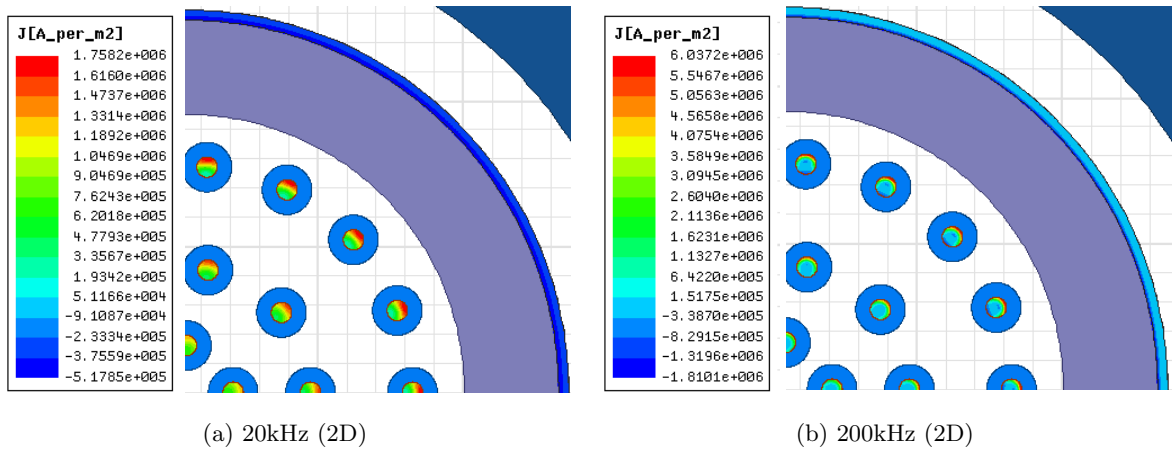 J[A_per_m2]
1.7582e+006
1.6160e+006
1.4737e+006
1.3314e+006
1.1892e+006
1.0469e+006
9.0469e+005
7.6243e+005
6.2018e+005
4.7793e+005
3.3567e+005
1.9342e+005
5.1166e+004
-9.1087e+004
-2.3334e+005
-3.7559e+005
-5.1785e+005
(a) 20kHz (2D)
J[A_per_m2]
6.0372e+006
5.5467e+006
5.0563e+006
4.5658e+006
4.0754e+006
3.5849e+006
3.0945e+006
2.6040e+006
2.1136e+006
1.6231e+006
1.1327e+006
6.4220e+005
1.5175e+005
-3.3870e+005
-8.2915e+005
-1.3196e+006
-1.8101e+006
(b) 200kHz (2D)